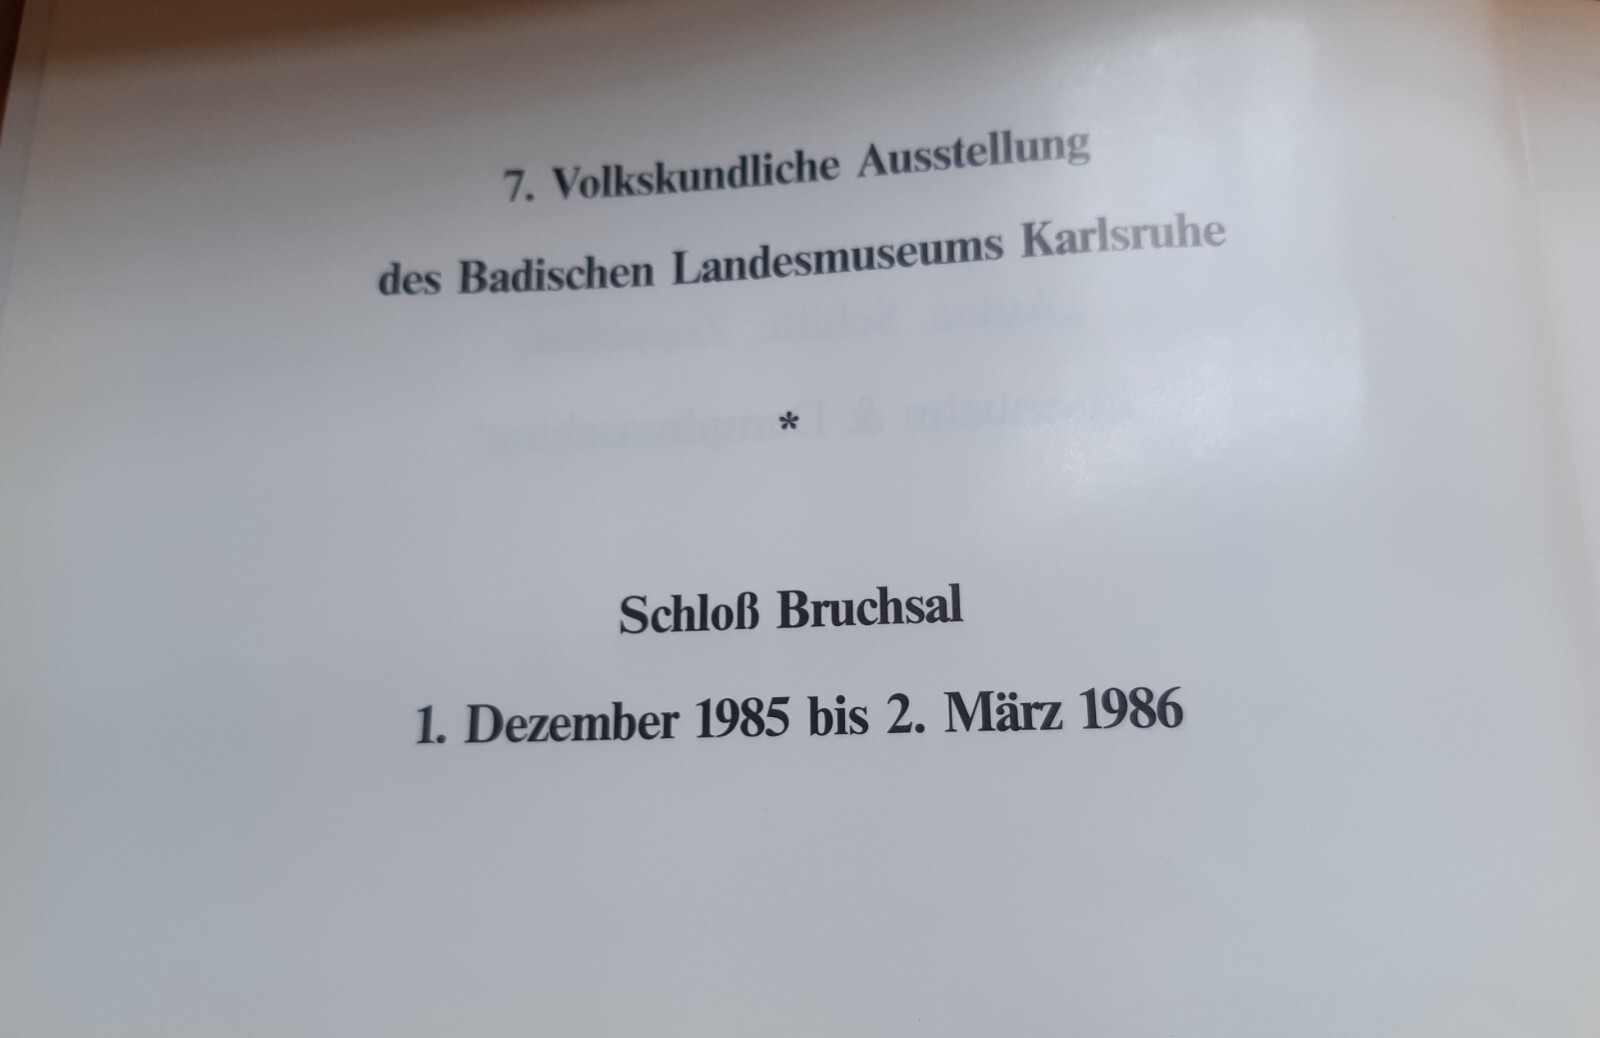 7. Volkskundliche Ausstellung
des Badischen Landesmuseums Karlsruhe
*
Schloß Bruchsal
1. Dezember 1985 bis 2. März 1986